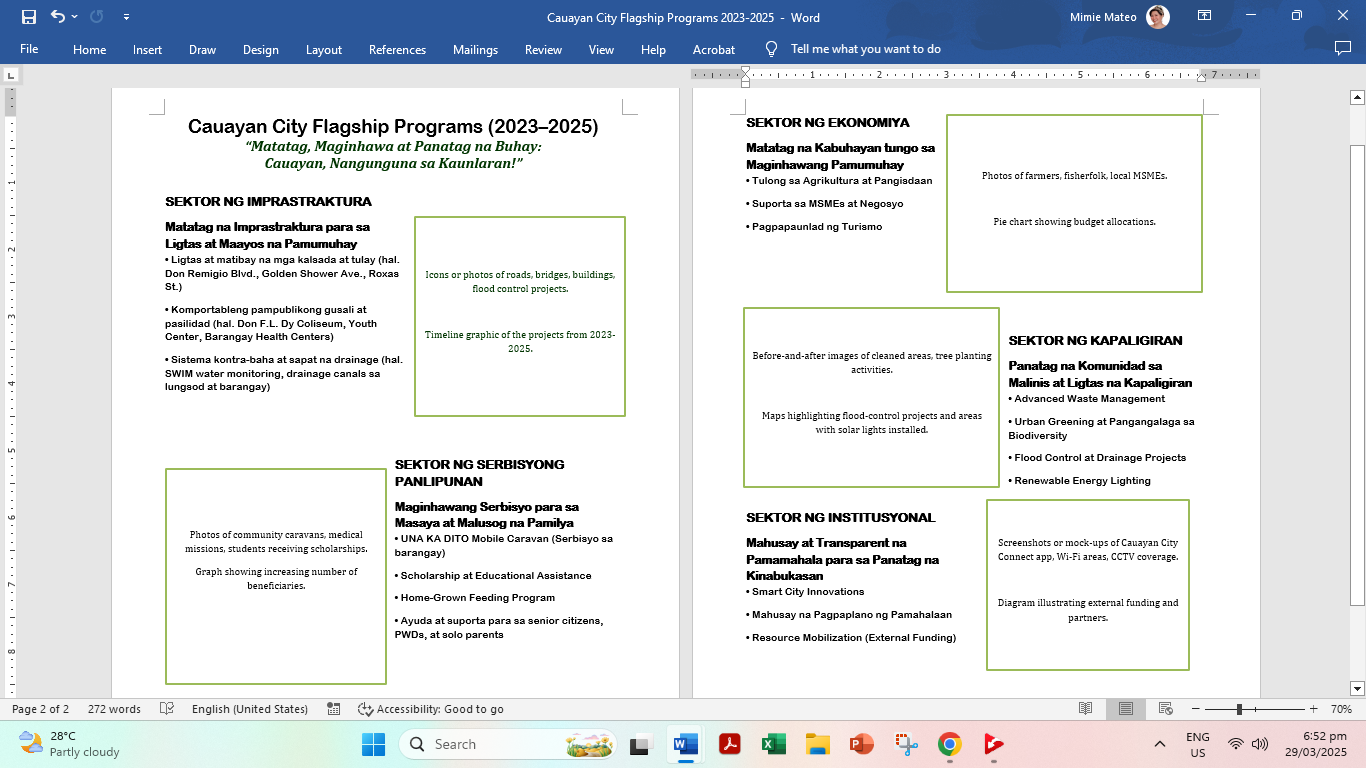 Cauayan City Flagship Programs 2023-2025 - Word
Mimie Mateo
File Home Insert Draw Design Layout References Mailings Review View Help Acrobat Tell me what you want to do
1 2 3 4 5 6 7
Cauayan City Flagship Programs (2023–2025)
“Matatag, Maginhawa at Panatag na Buhay:
Cauayan, Nangunguna sa Kaunlaran!”
SEKTOR NG IMPRASTRAKTURA
Matatag na Imprastraktura para sa
Ligtas at Maayos na Pamumuhay
• Ligtas at matibay na mga kalsada at tulay (hal.
Don Remigio Blvd., Golden Shower Ave., Roxas
St.)
• Komportableng pampublikong gusali at
pasilidad (hal. Don F.L. Dy Coliseum, Youth
Center, Barangay Health Centers)
• Sistema kontra-baha at sapat na drainage (hal.
SWIM water monitoring, drainage canals sa
lungsod at barangay)
Icons or photos of roads, bridges, buildings,
flood control projects.
Timeline graphic of the projects from 2023-
2025.
Photos of community caravans, medical
missions, students receiving scholarships.
Graph showing increasing number of
beneficiaries.
SEKTOR NG SERBISYONG
PANLIPUNAN
Maginhawang Serbisyo para sa
Masaya at Malusog na Pamilya
• UNA KA DITO Mobile Caravan (Serbisyo sa
barangay)
• Scholarship at Educational Assistance
• Home-Grown Feeding Program
• Ayuda at suporta para sa senior citizens,
PWDs, at solo parents
SEKTOR NG EKONOMIYA
Matatag na Kabuhayan tungo sa
Maginhawang Pamumuhay
• Tulong sa Agrikultura at Pangisdaan
• Suporta sa MSMEs at Negosyo
• Pagpapaunlad ng Turismo
Photos of farmers, fisherfolk, local MSMEs.
Pie chart showing budget allocations.
Before-and-after images of cleaned areas, tree planting
activities.
Maps highlighting flood-control projects and areas
with solar lights installed.
SEKTOR NG KAPALIGIRAN
Panatag na Komunidad sa
Malinis at Ligtas na Kapaligiran
• Advanced Waste Management
• Urban Greening at Pangangalaga sa
Biodiversity
• Flood Control at Drainage Projects
• Renewable Energy Lighting
SEKTOR NG INSTITUSYONAL
Mahusay at Transparent na
Pamamahala para sa Panatag na
Kinabukasan
• Smart City Innovations
• Mahusay na Pagpaplano ng Pamahalaan
• Resource Mobilization (External Funding)
Screenshots or mock-ups of Cauayan City
Connect app, Wi-Fi areas, CCTV coverage.
Diagram illustrating external funding and
partners.
1
2
3
4
5
6
7
8
Page 2 of 2 272 words English (United States) Accessibility: Good to go 70%
28°C
Partly cloudy
Search
ENG
US
6:52 pm
29/03/2025